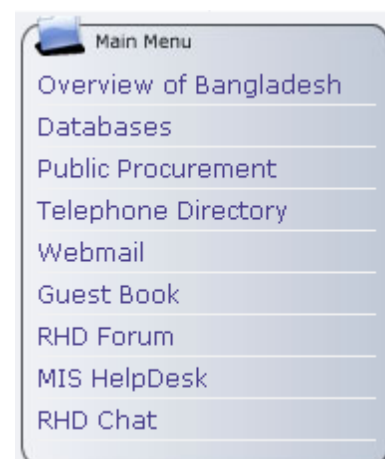 Main Menu
Overview of Bangladesh
Databases
Public Procurement
Telephone Directory
Webmail
Guest Book
RHD Forum
MIS HelpDesk
RHD Chat